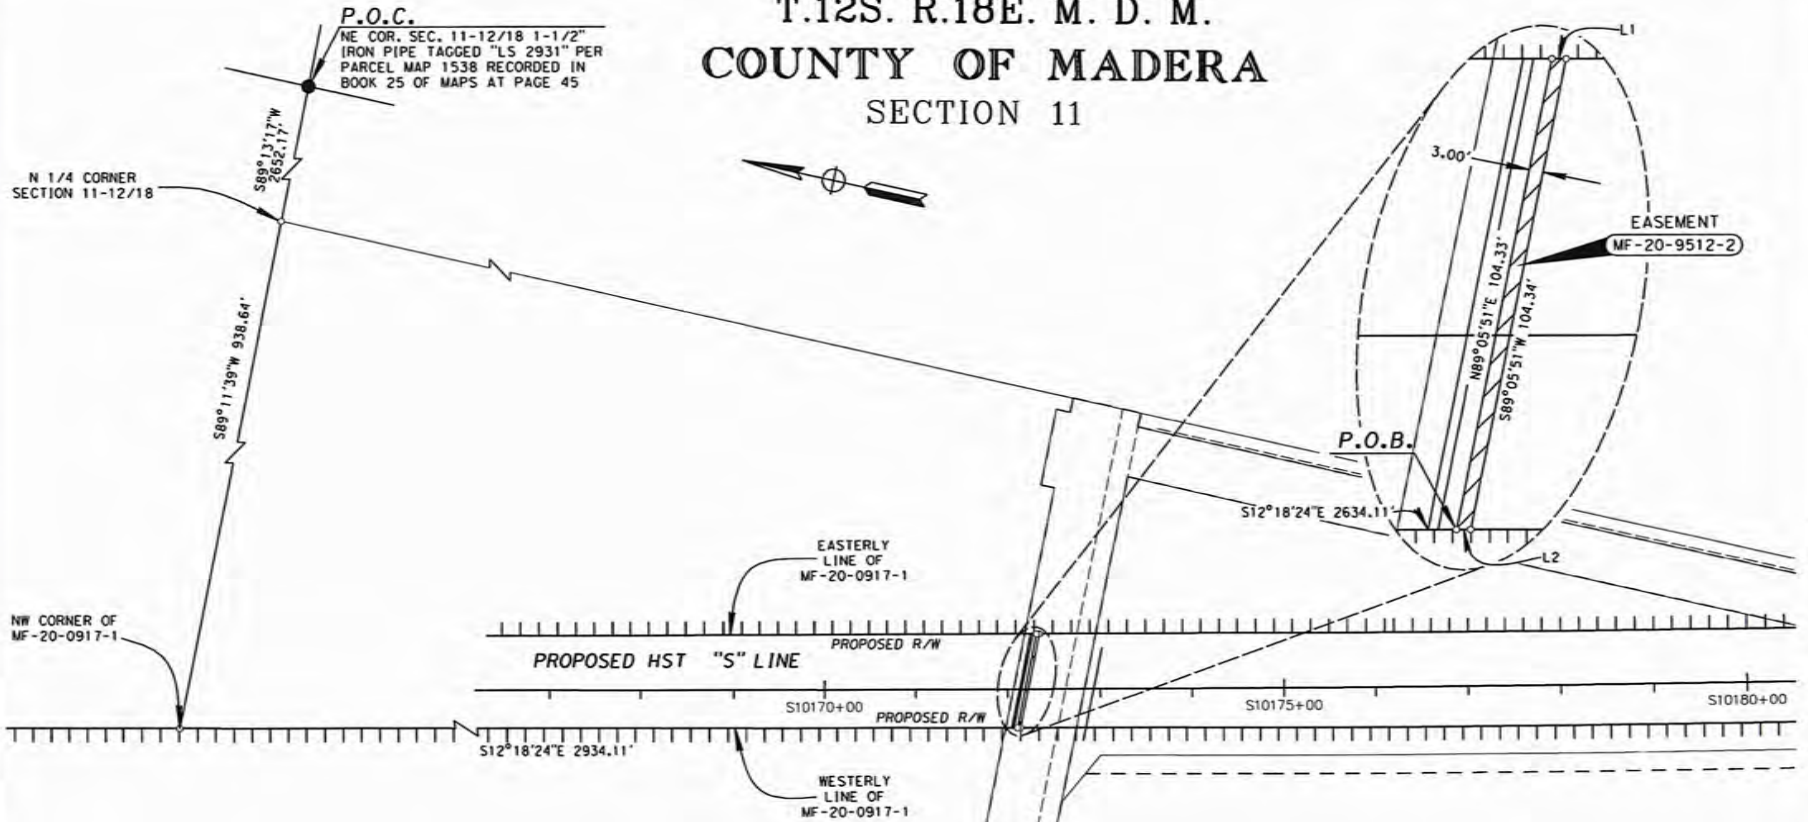 T.12S. R.18E. M. D. M.
COUNTY OF MADERA
SECTION 11
P.O.C.
NE COR. SEC. 11-12/18 1-1/2"
IRON PIPE TAGGED "LS 2931" PER
PARCEL MAP 1538 RECORDED IN
BOOK 25 OF MAPS AT PAGE 45
S89°13'17"W
2652.17'
N 1/4 CORNER
SECTION 11-12/18
S89°11'39"W 938.64'
NW CORNER OF
MF-20-0917-1
L1
3.00'
EASEMENT
MF-20-9512-2
N89°05'51"E 104.33'
S89°05'51"W 104.34'
P.O.B.
S12°18'24"E 2634.11'
L2
EASTERLY
LINE OF
MF-20-0917-1
PROPOSED R/W
PROPOSED HST "S" LINE
S10170+00
S10175+00
S10180+00
PROPOSED R/W
S12°18'24"E 2934.11'
WESTERLY
LINE OF
MF-20-0917-1